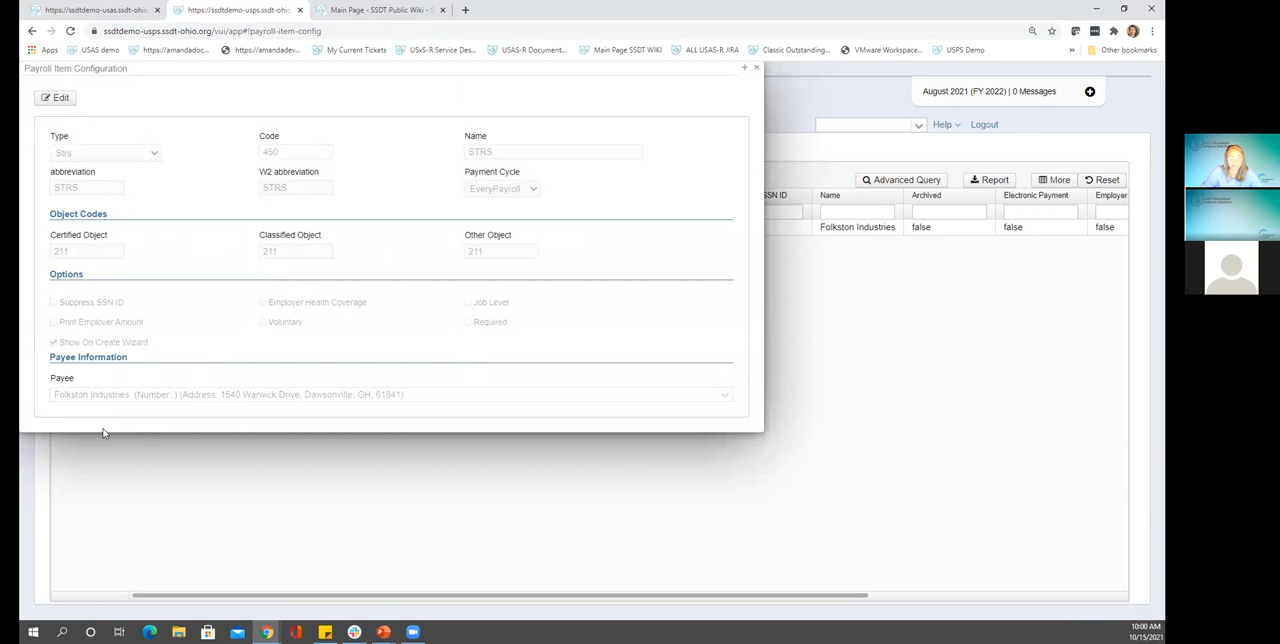 https://ssdtdemo-usas.ssdt-ohio.
https://ssdtdemo-usps.ssdt-ohio.
Main Page - SSDT Public Wiki - S
ssdtdemo-usps.ssdt-ohio.org/vui/app#!payroll-item-config
Apps USAS demo https://amandadoc... https://amandadev... My Current Tickets USxS-R Service Des... USAS-R Document... Main Page SSDT WIKI ALL USAS-R JIRA Classic Outstanding... VMware Workspace... USPS Demo » Other bookmarks
Payroll Item Configuration
August 2021 (FY 2022) | 0 Messages
Edit
Help Logout
Type Code Name
Strs 450 STRS
abbreviation W2 abbreviation Payment Cycle
STRS STRS EveryPayroll
Advanced Query Report More Reset
SSN ID Name Archived Electronic Payment Employer
Folkston Industries false false false
Object Codes
Certified Object Classified Object Other Object
211 211 211
Options
Suppress SSN ID Employer Health Coverage Job Level
Print Employer Amount Voluntary Required
Show On Create Wizard
Payee Information
Payee
Folkston Industries (Number: ) (Address: 1540 Warwick Drive, Dawsonville, OH, 61841)
10:00 AM
10/15/2021